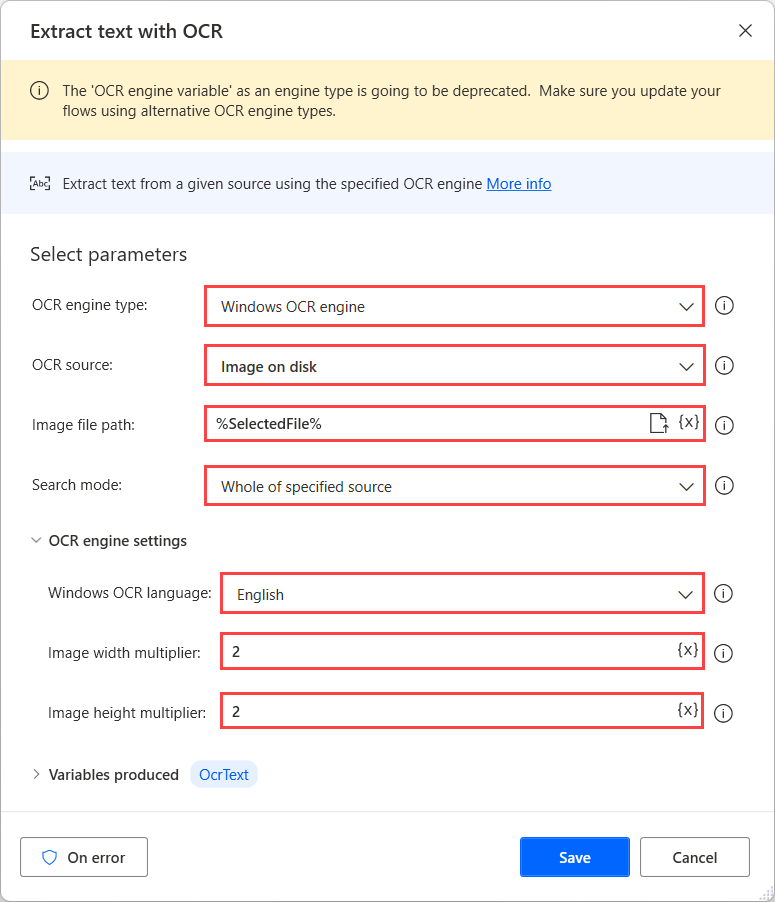 Extract text with OCR
The 'OCR engine variable' as an engine type is going to be deprecated.  Make sure you update your
flows using alternative OCR engine types.
Abc
Extract text from a given source using the specified OCR engine More info
Select parameters
OCR engine type:
Windows OCR engine
OCR source:
Image on disk
Image file path:
%SelectedFile%
{x}
Search mode:
Whole of specified source
OCR engine settings
Windows OCR language:
English
Image width multiplier:
2
{x}
Image height multiplier:
2
{x}
Variables produced
OcrText
On error
Save
Cancel